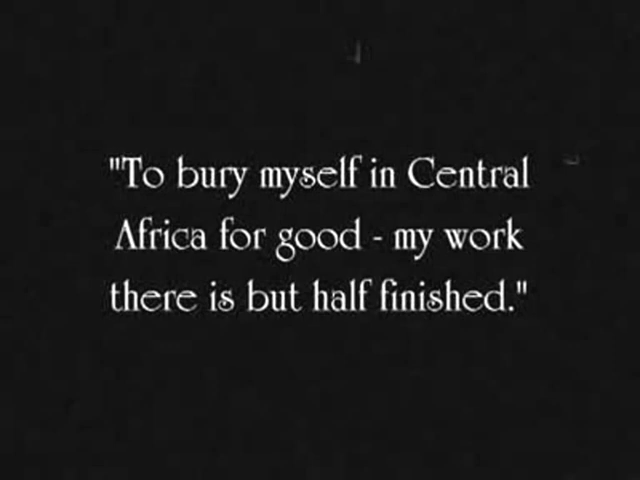 "To bury myself in Central
Africa for good - my work
there is but half finished."